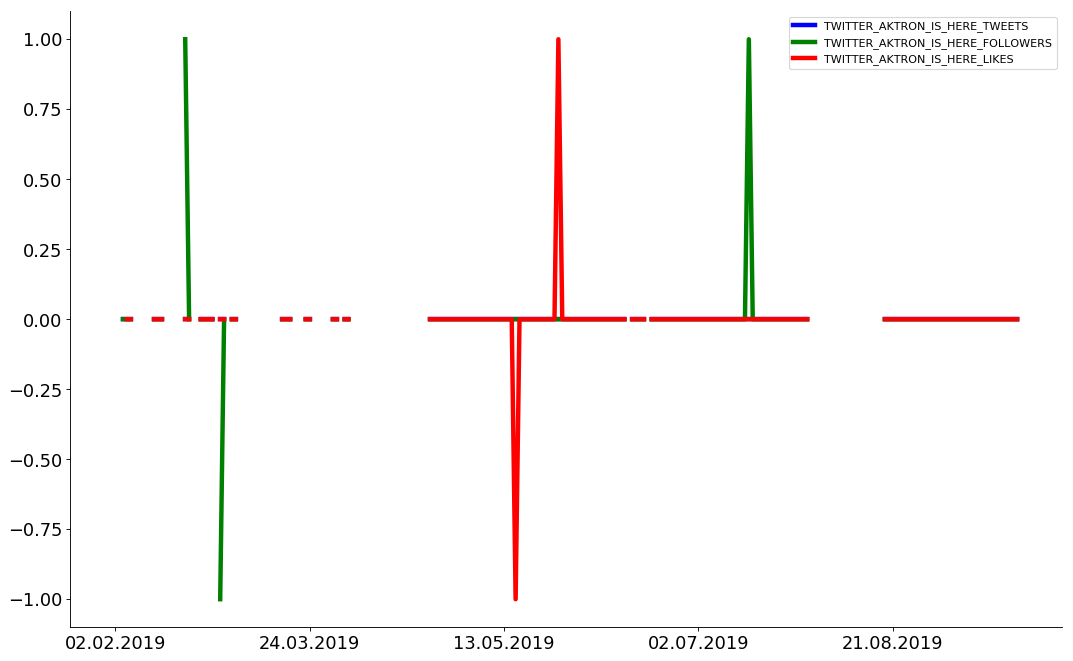 TWITTER_AKTRON_IS_HERE_TWEETS
TWITTER_AKTRON_IS_HERE_FOLLOWERS
TWITTER_AKTRON_IS_HERE_LIKES
1.00
0.75
0.50
0.25
0.00
−0.25
−0.50
−0.75
−1.00
02.02.2019 24.03.2019 13.05.2019 02.07.2019 21.08.2019